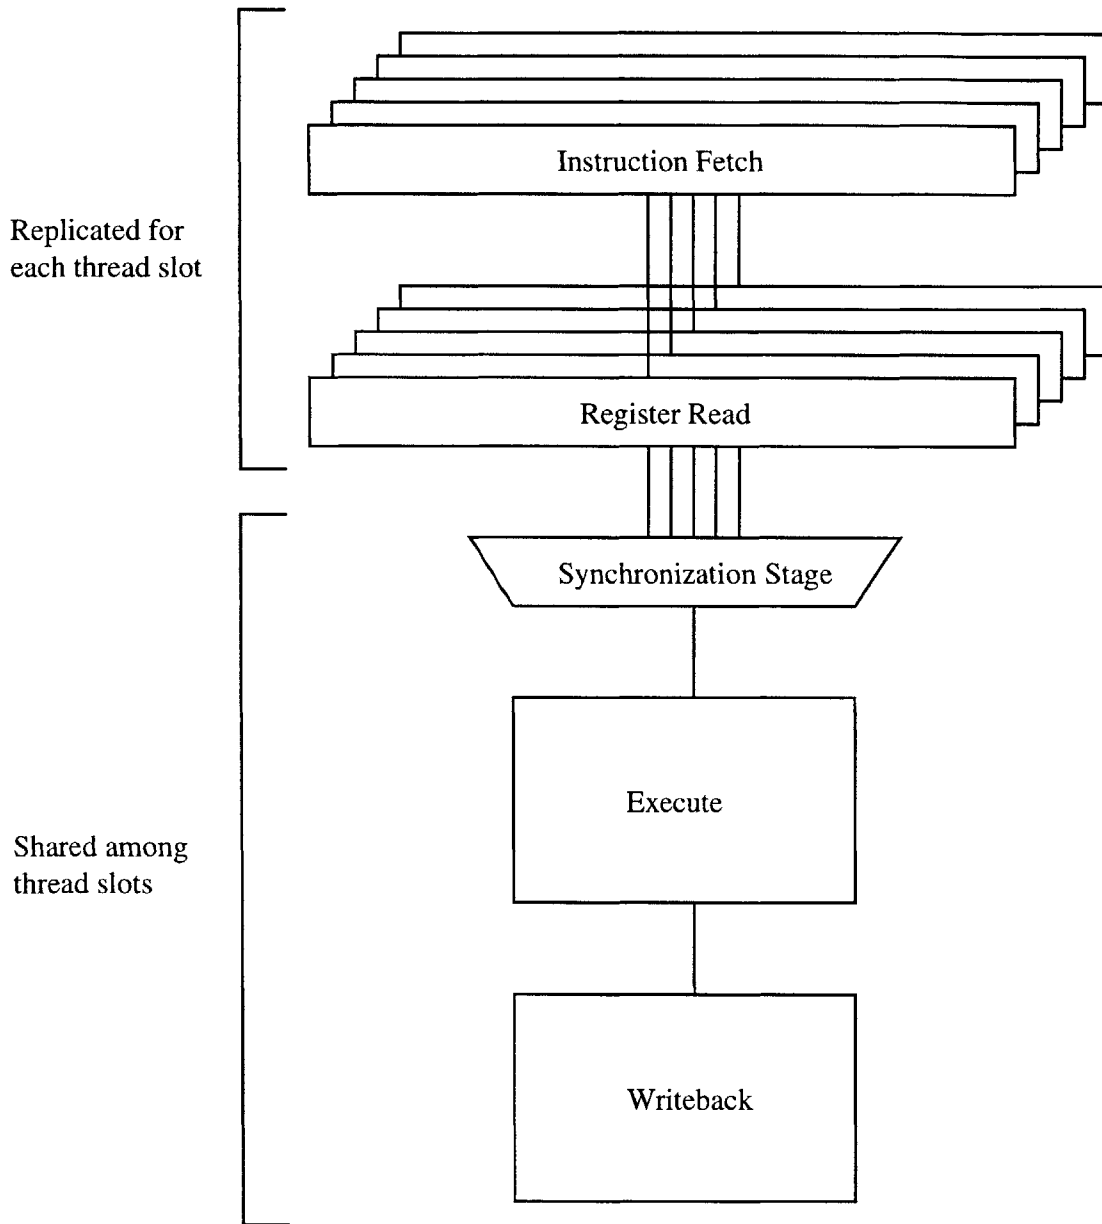 Instruction Fetch
Replicated for
each thread slot
Register Read
Synchronization Stage
Execute
Shared among
thread slots
Writeback